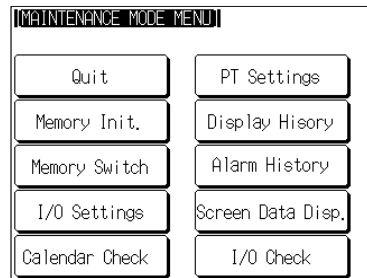 [MAINTENANCE MODE MENU]
Quit
PT Settings
Memory Init.
Display Hisory
Memory Switch
Alarm History
I/O Settings
Screen Data Disp.
Calendar Check
I/O Check